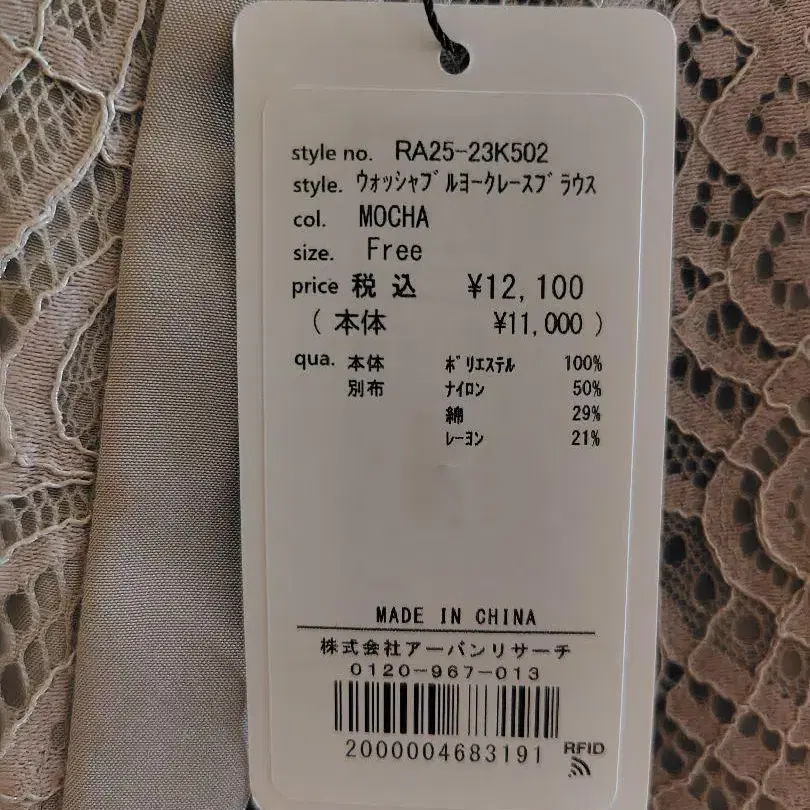 style no. RA25-23K502
style. ウォッシャブルヨークレースブラウス
col. MOCHA
size. Free
price 税 込 ¥12,100
( 本体 ¥11,000 )
qua. 本体 ポリエステル 100%
別布 ナイロン 50%
綿 29%
レーヨン 21%
MADE IN CHINA
株式会社アーバンリサーチ
0120-967-013
2000004683191
RFID